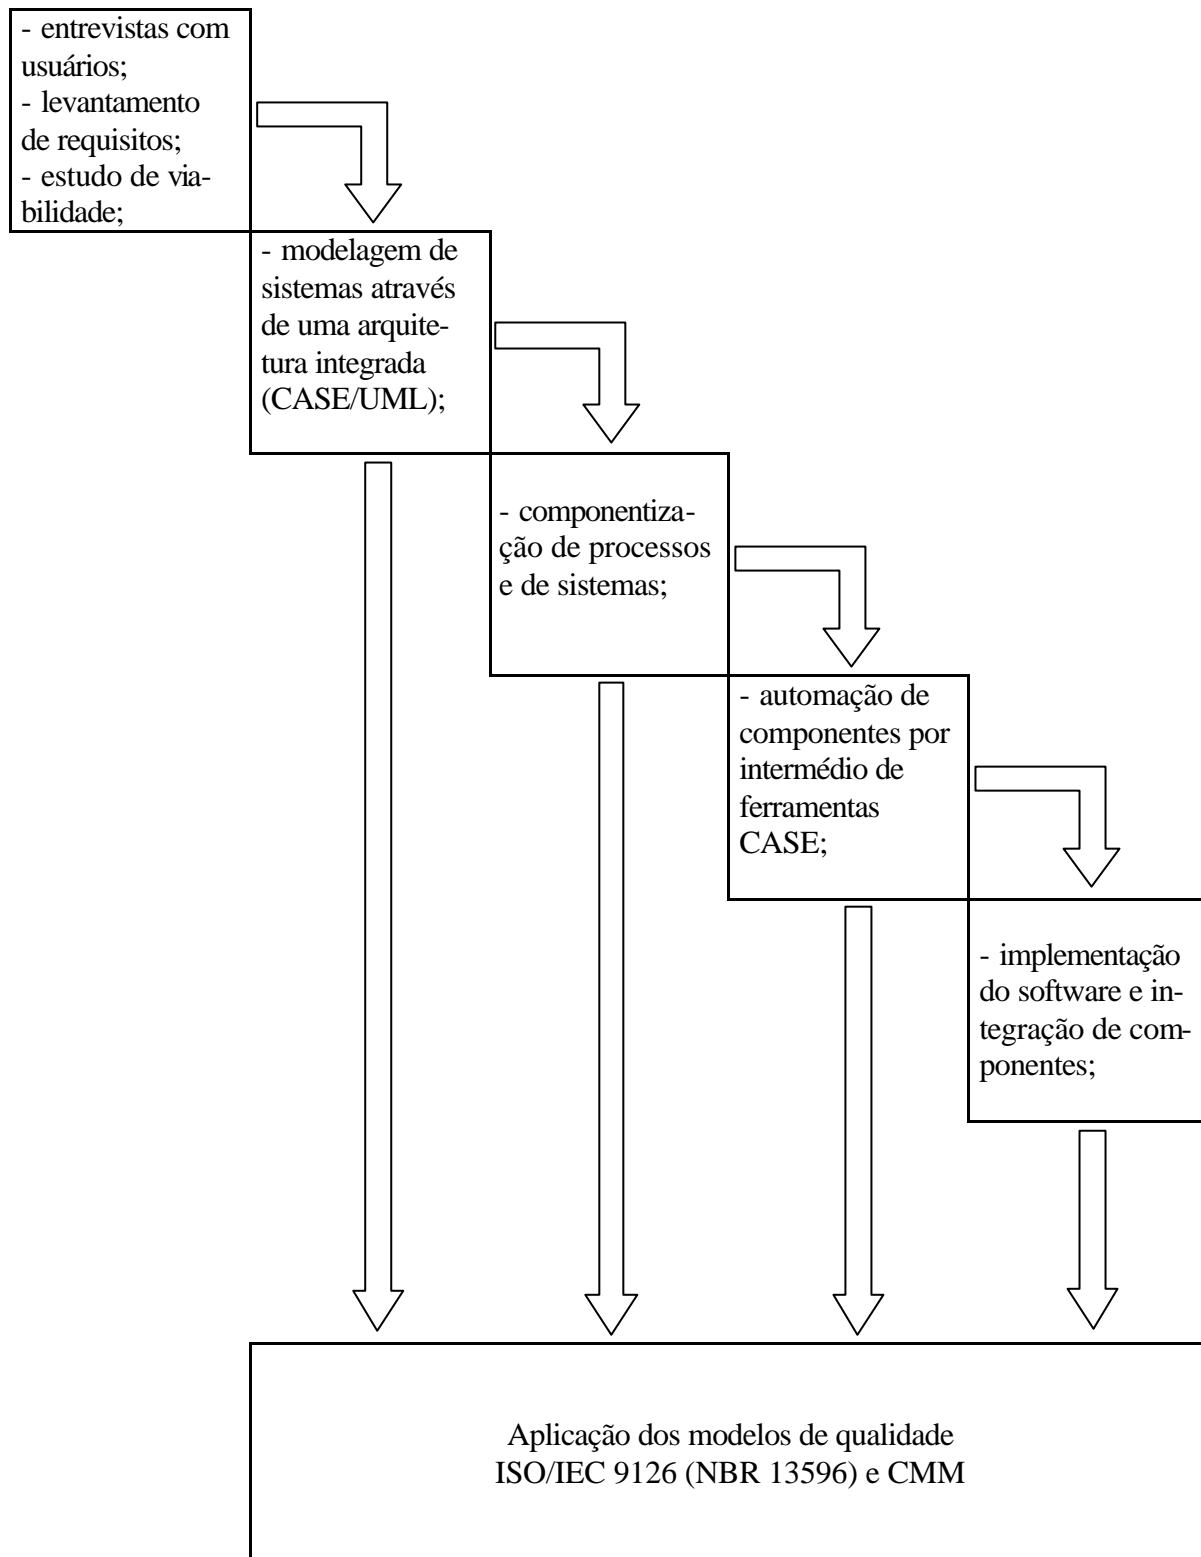 - entrevistas com
usuários;
- levantamento
de requisitos;
- estudo de via-
bilidade;
- modelagem de
sistemas através
de uma arquite-
tura integrada
(CASE/UML);
- componentiza-
ção de processos
e de sistemas;
- automação de
componentes por
intermédio de
ferramentas
CASE;
- implementação
do software e in-
tegração de com-
ponentes;
Aplicação dos modelos de qualidade
ISO/IEC 9126 (NBR 13596) e CMM